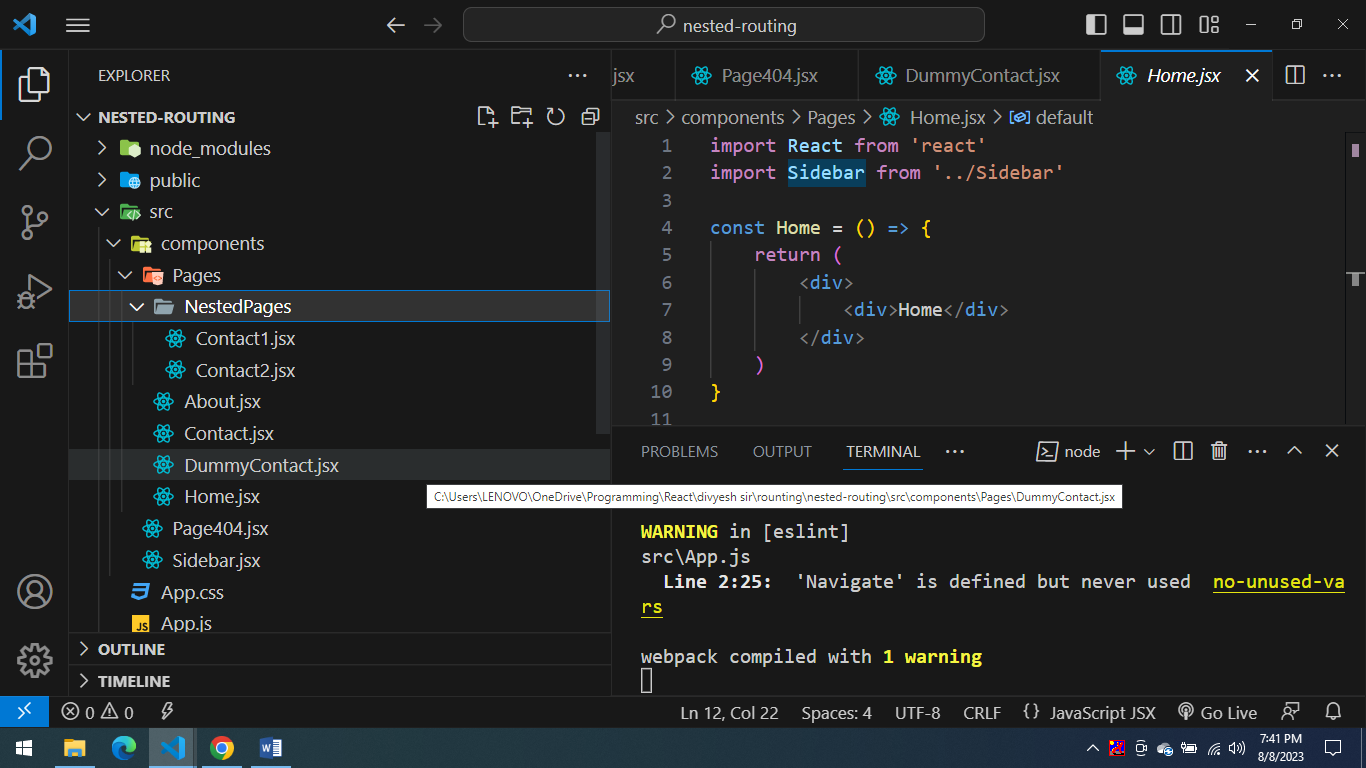 nested-routing
EXPLORER
NESTED-ROUTING
node_modules
public
src
components
Pages
NestedPages
Contact1.jsx
Contact2.jsx
About.jsx
Contact.jsx
DummyContact.jsx
Home.jsx
Page404.jsx
Sidebar.jsx
App.css
JS App.js
OUTLINE
TIMELINE
jsx Page404.jsx DummyContact.jsx Home.jsx
src > components > Pages > Home.jsx > default
1 import React from 'react'
2 import Sidebar from '../Sidebar'
3
4 const Home = () => {
5 return (
6 <div>
7 <div>Home</div>
8 </div>
9 )
10 }
11
PROBLEMS OUTPUT TERMINAL node
C:\Users\LENOVO\OneDrive\Programming\React\divyesh sir\rounting\nested-routing\src\components\Pages\DummyContact.jsx
WARNING in [eslint]
src\App.js
Line 2:25: 'Navigate' is defined but never used no-unused-va
rs
webpack compiled with 1 warning
0 0 Ln 12, Col 22 Spaces: 4 UTF-8 CRLF {} JavaScript JSX Go Live
7:41 PM
8/8/2023